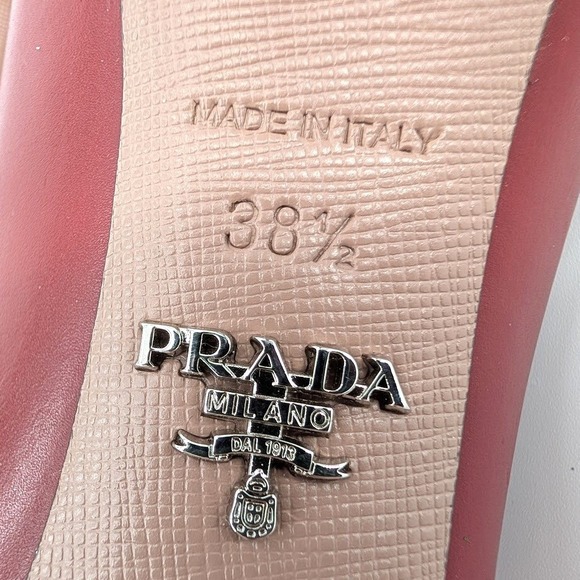 MADE IN ITALY
38½
PRADA
MILANO
DAL 1913